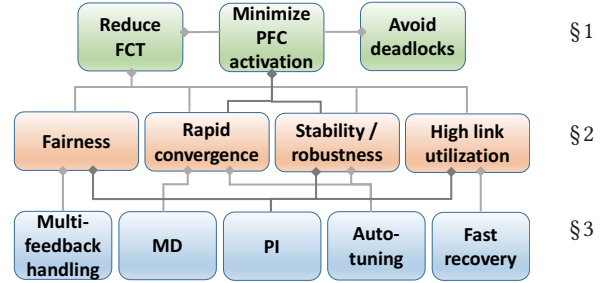 Reduce
FCT
Minimize
PFC
activation
Avoid
deadlocks
§1
Fairness
Rapid
convergence
Stability /
robustness
High link
utilization
§2
Multi-
feedback
handling
MD
PI
Auto-
tuning
Fast
recovery
§3